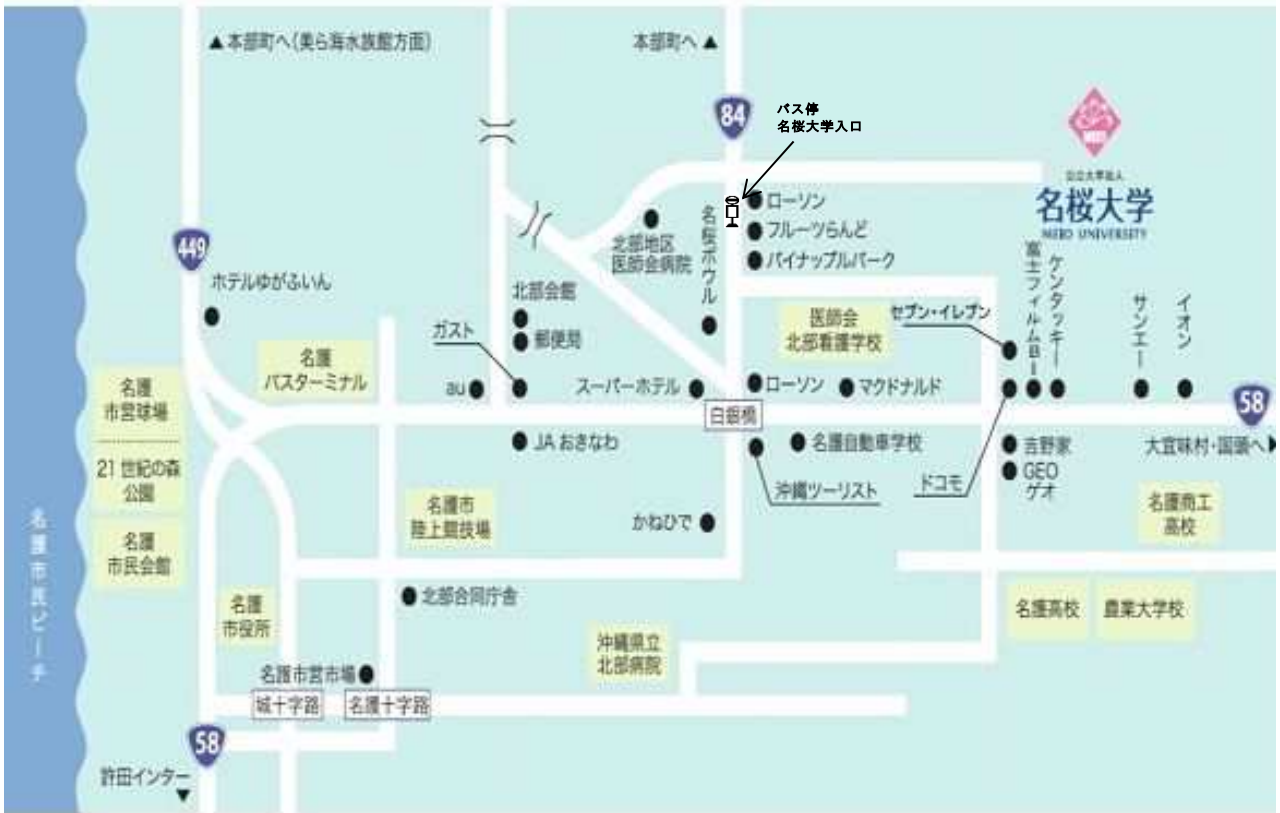 ▲本部町へ(美ら海水族館方面)
本部町へ▲
84
バス停
名桜大学入口
MEIO
公立大学法人
名桜大学
MEIO UNIVERSITY
449
ホテルゆがふいん
北部会館
郵便局
ガスト
au
名護
バスターミナル
北部地区
医師会病院
名桜ボウル
ローソン
フルーツらんど
パイナップルパーク
医師会
北部看護学校
セブン・イレブン
富士フイルムBI
ケンタッキー
サンエー
イオン
スーパーホテル
ローソン
マクドナルド
白銀橋
58
大宜味村・国頭へ▶
名護
市営球場
21世紀の森
公園
名護
市民会館
名護市民ビーチ
JAおきなわ
名護自動車学校
沖縄ツーリスト
ドコモ
吉野家
GEO
ゲオ
名護商工
高校
名護市
陸上競技場
かねひで
北部合同庁舎
名護
市役所
名護高校
農業大学校
沖縄県立
北部病院
名護市営市場
城十字路
名護十字路
58
許田インター
▼